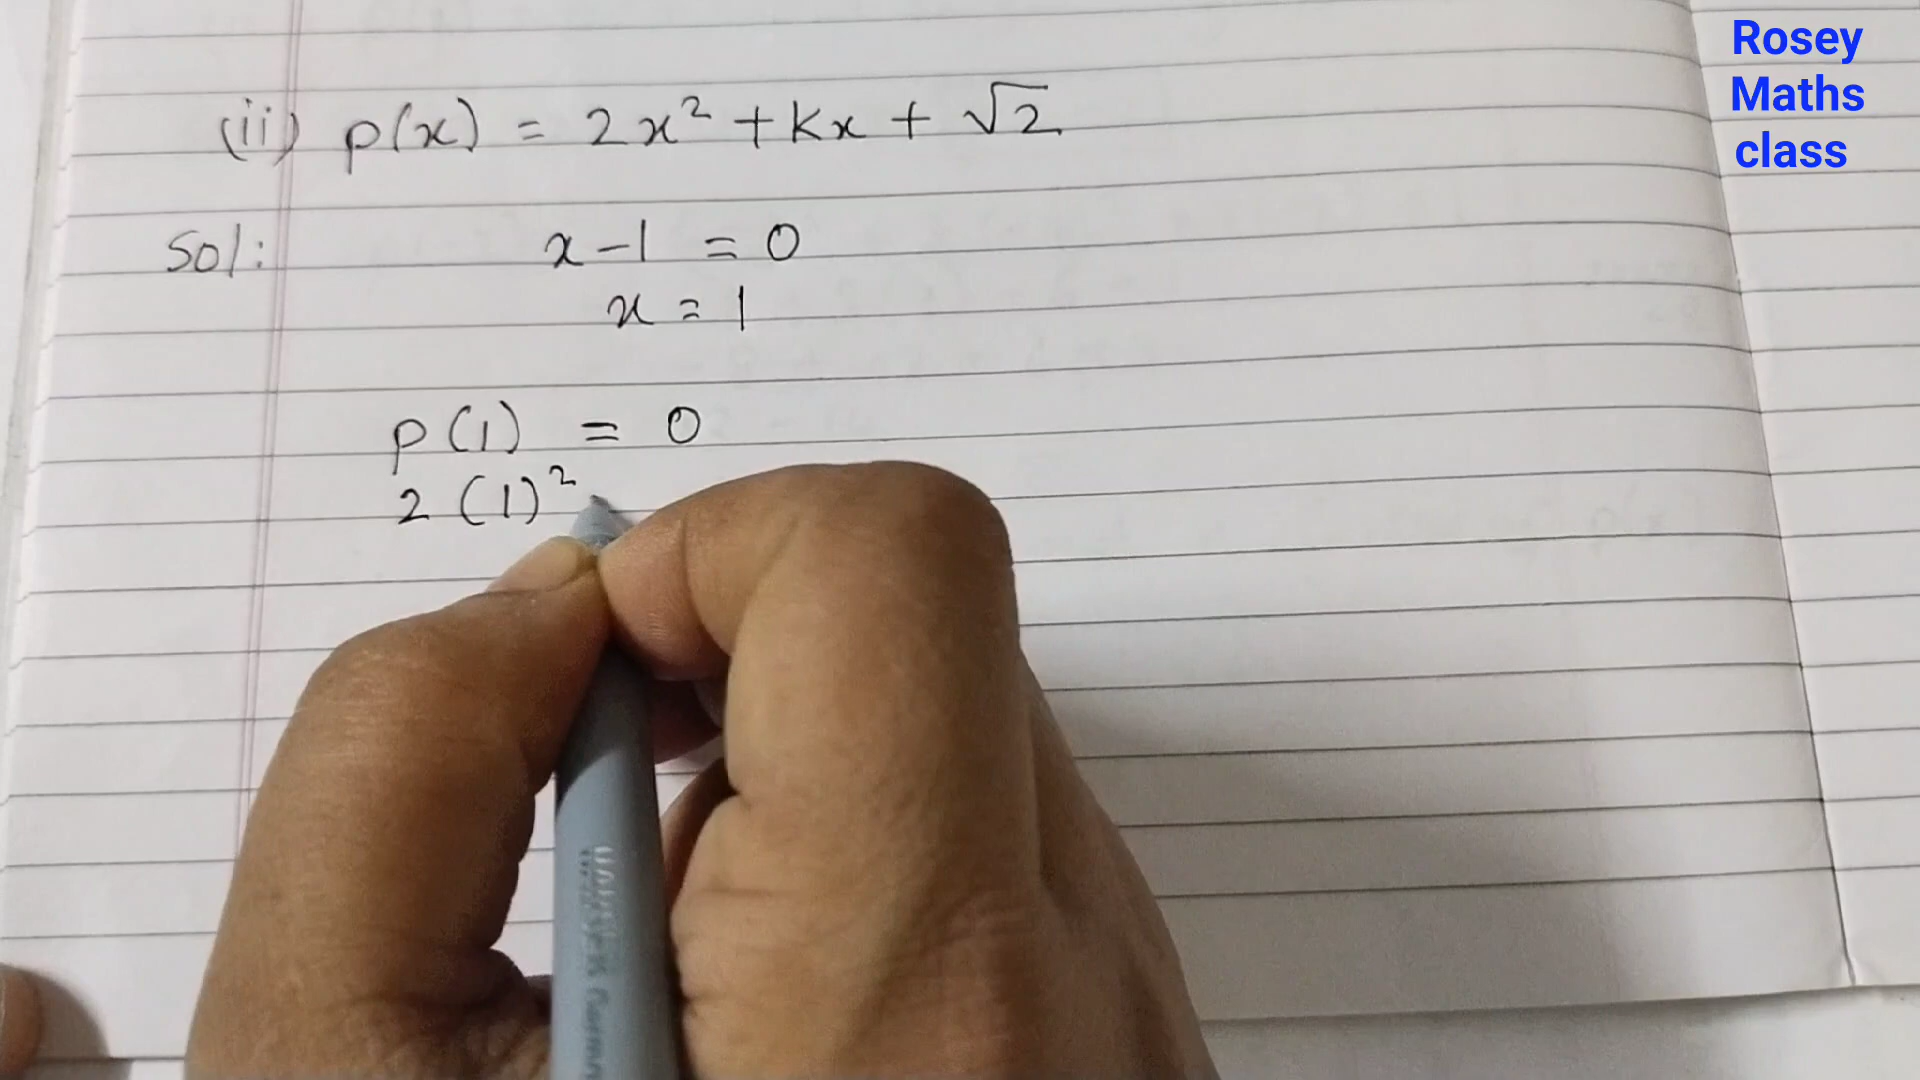 (ii) p(x) = 2x² + kx + √2
Sol:
x - 1 = 0
x = 1
p(1) = 0
2(1)²
Rosey
Maths
class